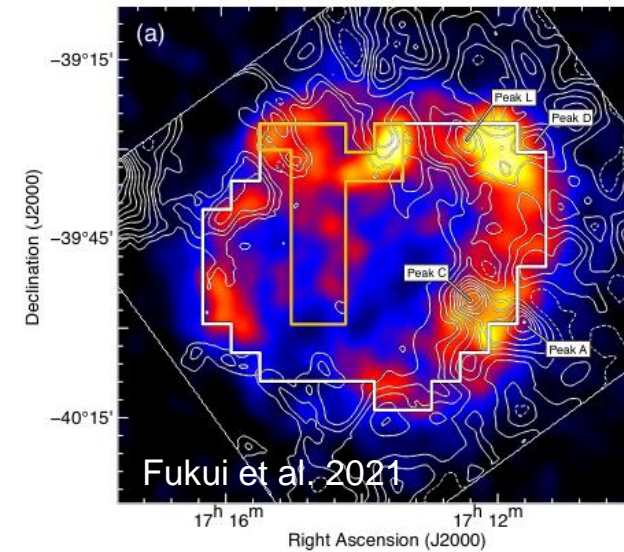 (a)
−39°15'
Peak L
Peak D
−39°45'
Declination (J2000)
Peak C
Peak A
−40°15'
Fukui et al. 2021
17h 16m
17h 12m
Right Ascension (J2000)